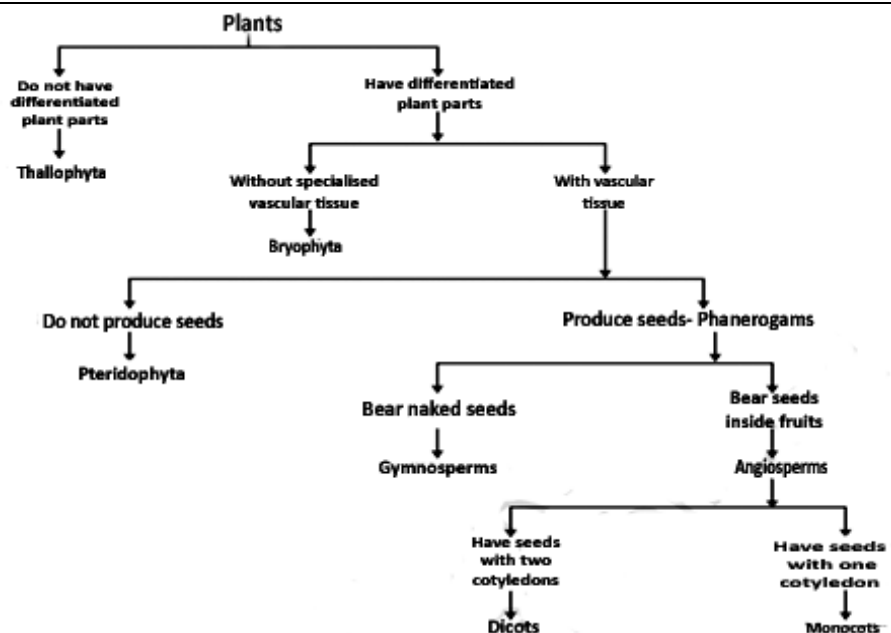 Plants
Do not have
differentiated
plant parts
Have differentiated
plant parts
Thallophyta
Without specialised
vascular tissue
With vascular
tissue
Bryophyta
Do not produce seeds
Produce seeds- Phanerogams
Pteridophyta
Bear naked seeds
Bear seeds
inside fruits
Gymnosperms
Angiosperms
Have seeds
with two
cotyledons
Have seeds
with one
cotyledon
Dicots
Monocots